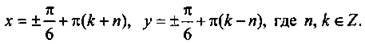 x = ±π/6 + π(k + n), y = ±π/6 + π(k − n), где n, k ∈ Z.